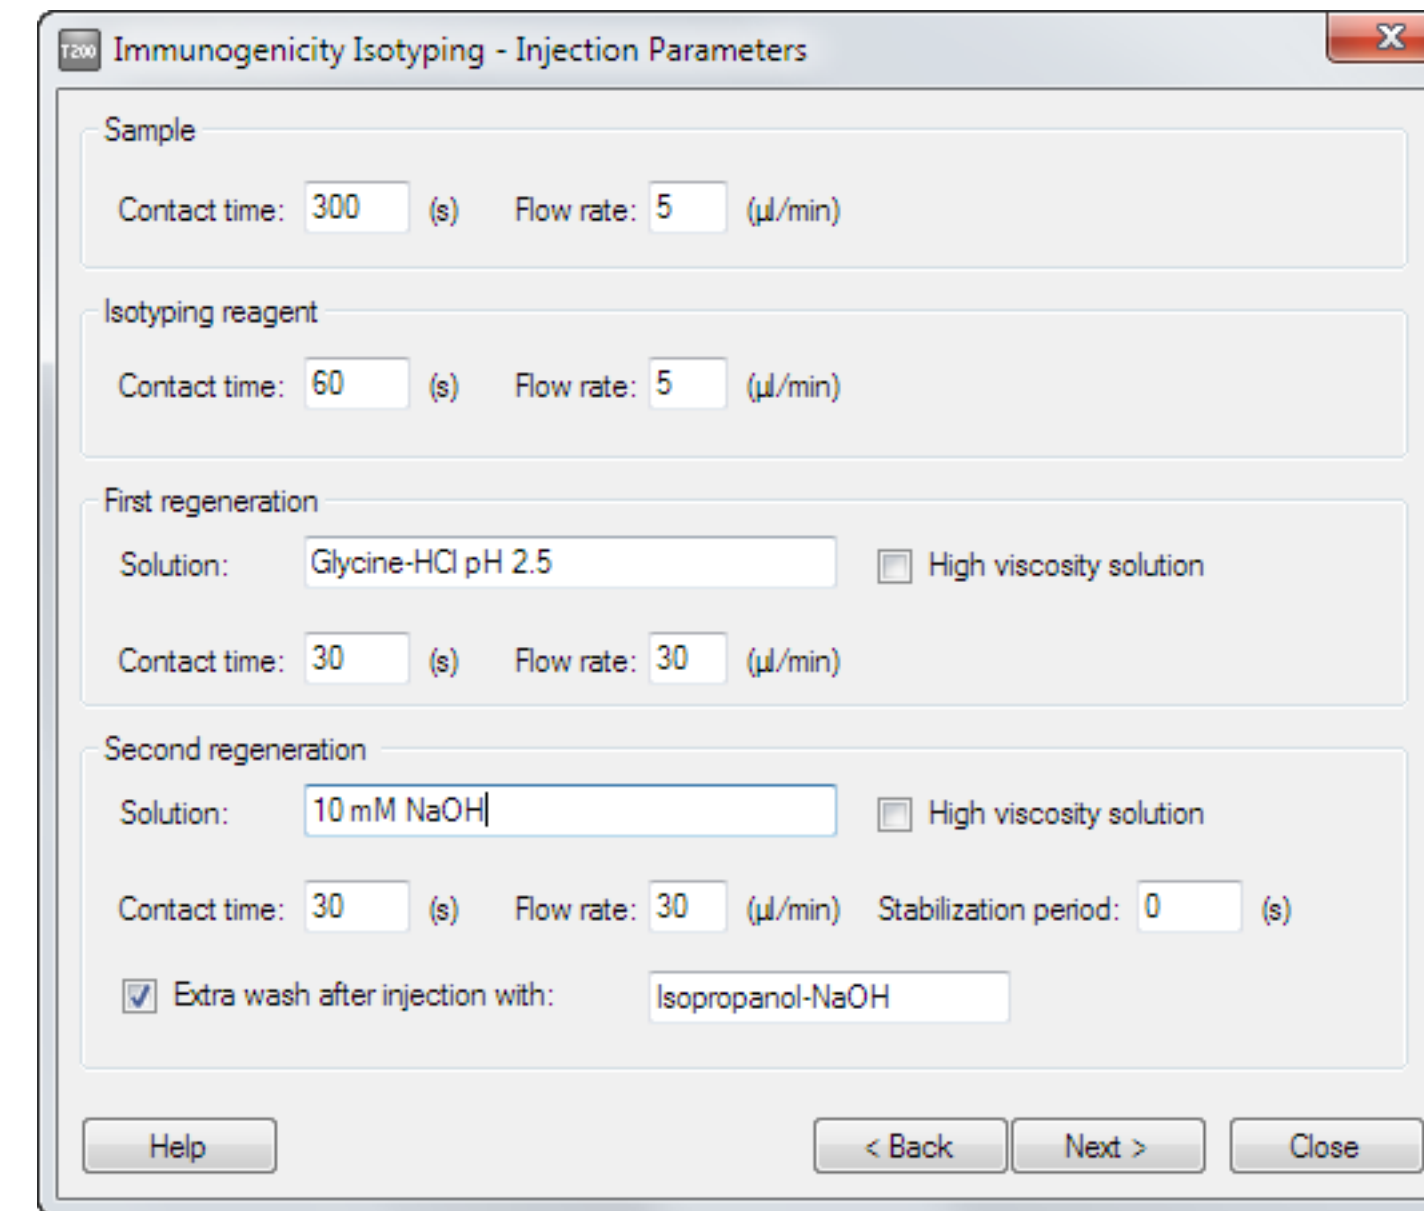 T200 Immunogenicity Isotyping - Injection Parameters X
Sample
Contact time: 300 (s) Flow rate: 5 (µl/min)
Isotyping reagent
Contact time: 60 (s) Flow rate: 5 (µl/min)
First regeneration
Solution: Glycine-HCl pH 2.5 High viscosity solution
Contact time: 30 (s) Flow rate: 30 (µl/min)
Second regeneration
Solution: 10 mM NaOH High viscosity solution
Contact time: 30 (s) Flow rate: 30 (µl/min) Stabilization period: 0 (s)
Extra wash after injection with: Isopropanol-NaOH
Help < Back Next > Close